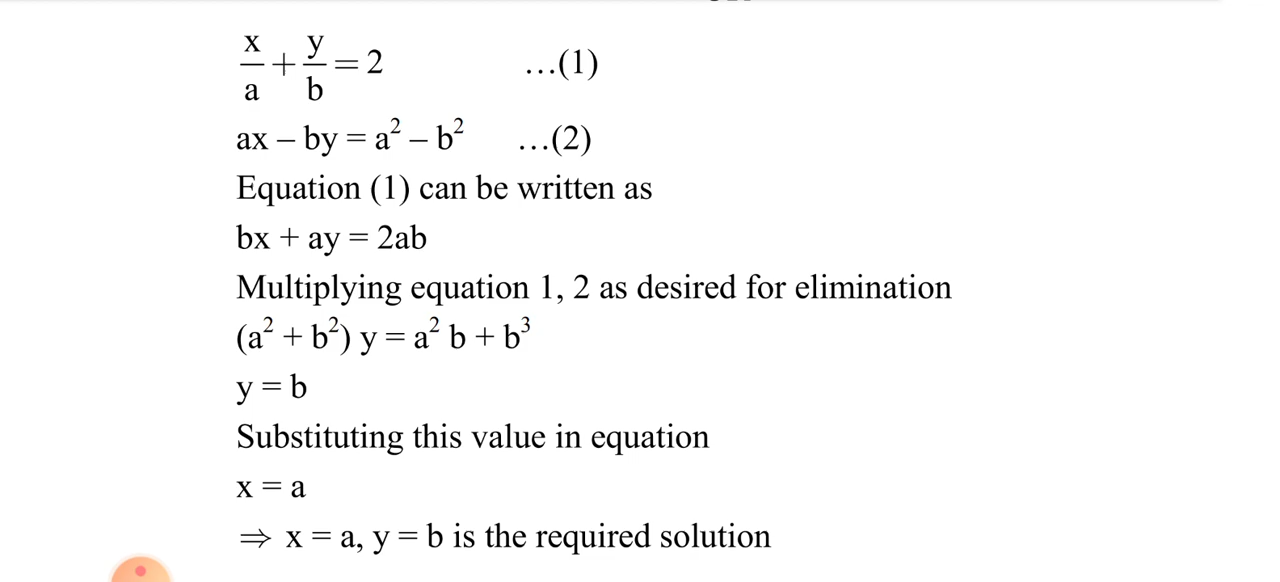 x/a + y/b = 2 …(1)
ax – by = a² – b² …(2)
Equation (1) can be written as
bx + ay = 2ab
Multiplying equation 1, 2 as desired for elimination
(a² + b²) y = a² b + b³
y = b
Substituting this value in equation
x = a
⇒ x = a, y = b is the required solution